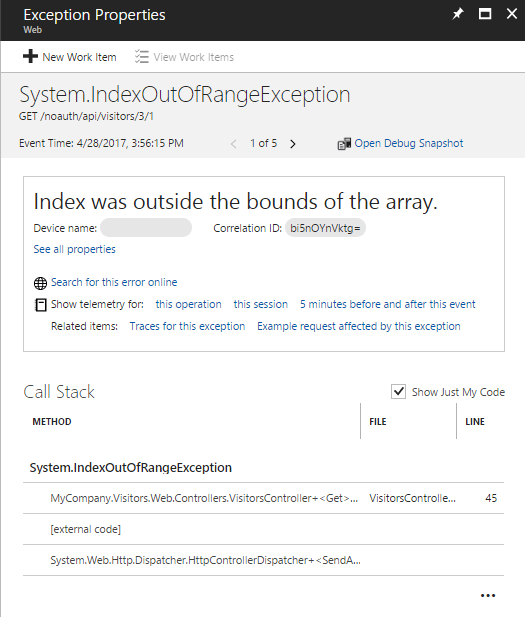 Exception Properties
Web
New Work Item View Work Items
System.IndexOutOfRangeException
GET /noauth/api/visitors/3/1
Event Time: 4/28/2017, 3:56:15 PM 1 of 5 Open Debug Snapshot
Index was outside the bounds of the array.
Device name: Correlation ID: bi5nOYnVktg=
See all properties
Search for this error online
Show telemetry for: this operation this session 5 minutes before and after this event
Related items: Traces for this exception Example request affected by this exception
Call Stack Show Just My Code
METHOD FILE LINE
System.IndexOutOfRangeException
MyCompany.Visitors.Web.Controllers.VisitorsController+<Get>... VisitorsControlle... 45
[external code]
System.Web.Http.Dispatcher.HttpControllerDispatcher+<SendA...